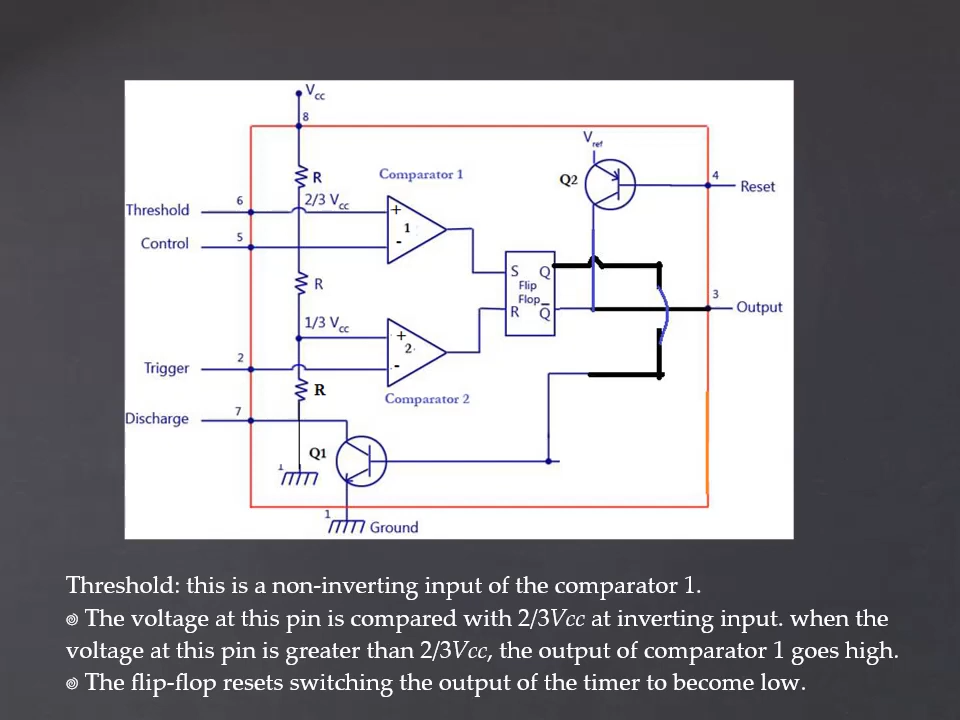 Vcc
8
R
Comparator 1
Vref
Q2
4
Reset
6
2/3 Vcc
Threshold
+
1
5
Control
-
S Q
R
Flip
Flop
R Q̅
3
Output
1/3 Vcc
+
2
2
Trigger
-
R
Comparator 2
7
Discharge
Q1
1
1
Ground
Threshold: this is a non-inverting input of the comparator 1.
The voltage at this pin is compared with 2/3Vcc at inverting input. when the
voltage at this pin is greater than 2/3Vcc, the output of comparator 1 goes high.
The flip-flop resets switching the output of the timer to become low.